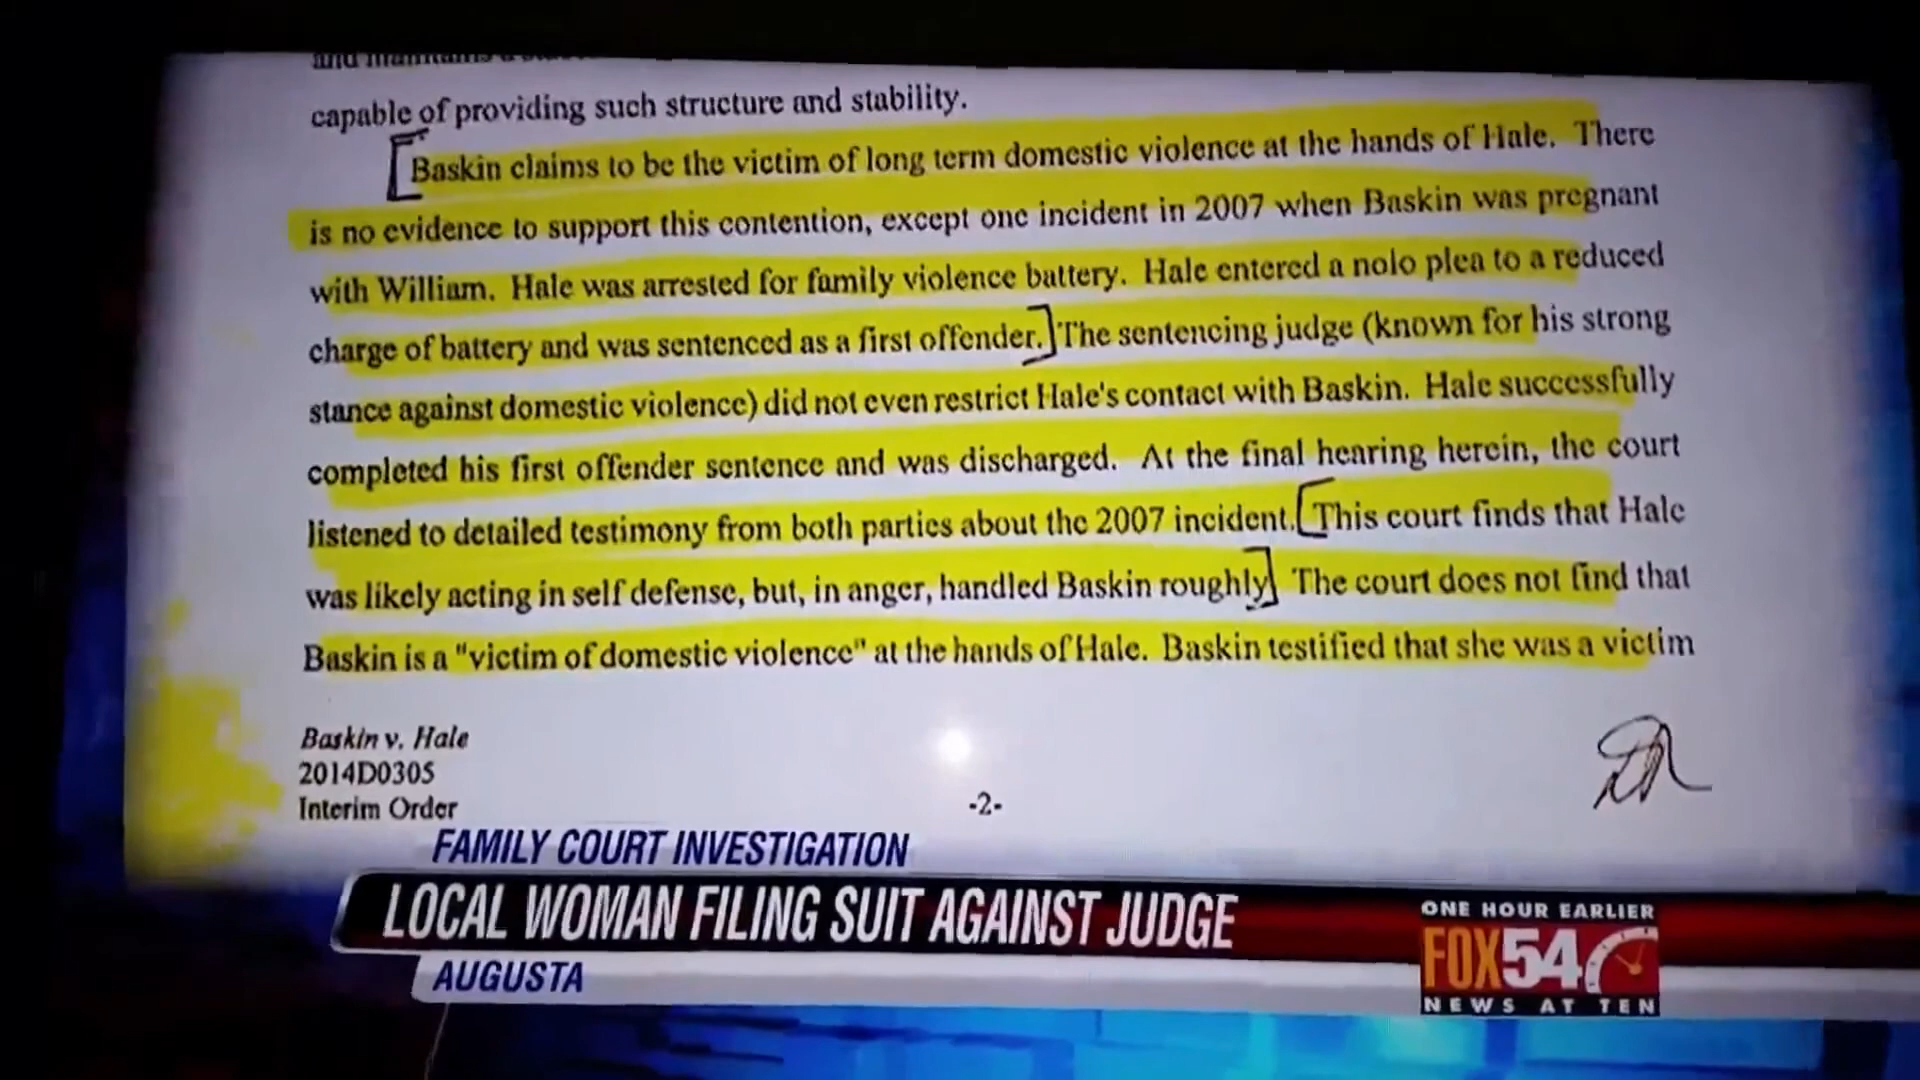 capable of providing such structure and stability.
[Baskin claims to be the victim of long term domestic violence at the hands of Hale. There
is no evidence to support this contention, except one incident in 2007 when Baskin was pregnant
with William. Hale was arrested for family violence battery. Hale entered a nolo plea to a reduced
charge of battery and was sentenced as a first offender.] The sentencing judge (known for his strong
stance against domestic violence) did not even restrict Hale's contact with Baskin. Hale successfully
completed his first offender sentence and was discharged. At the final hearing herein, the court
listened to detailed testimony from both parties about the 2007 incident. [This court finds that Hale
was likely acting in self defense, but, in anger, handled Baskin roughly] The court does not find that
Baskin is a "victim of domestic violence" at the hands of Hale. Baskin testified that she was a victim
Baskin v. Hale
2014D0305
Interim Order
-2-
FAMILY COURT INVESTIGATION
LOCAL WOMAN FILING SUIT AGAINST JUDGE
AUGUSTA
ONE HOUR EARLIER
FOX54
NEWS AT TEN